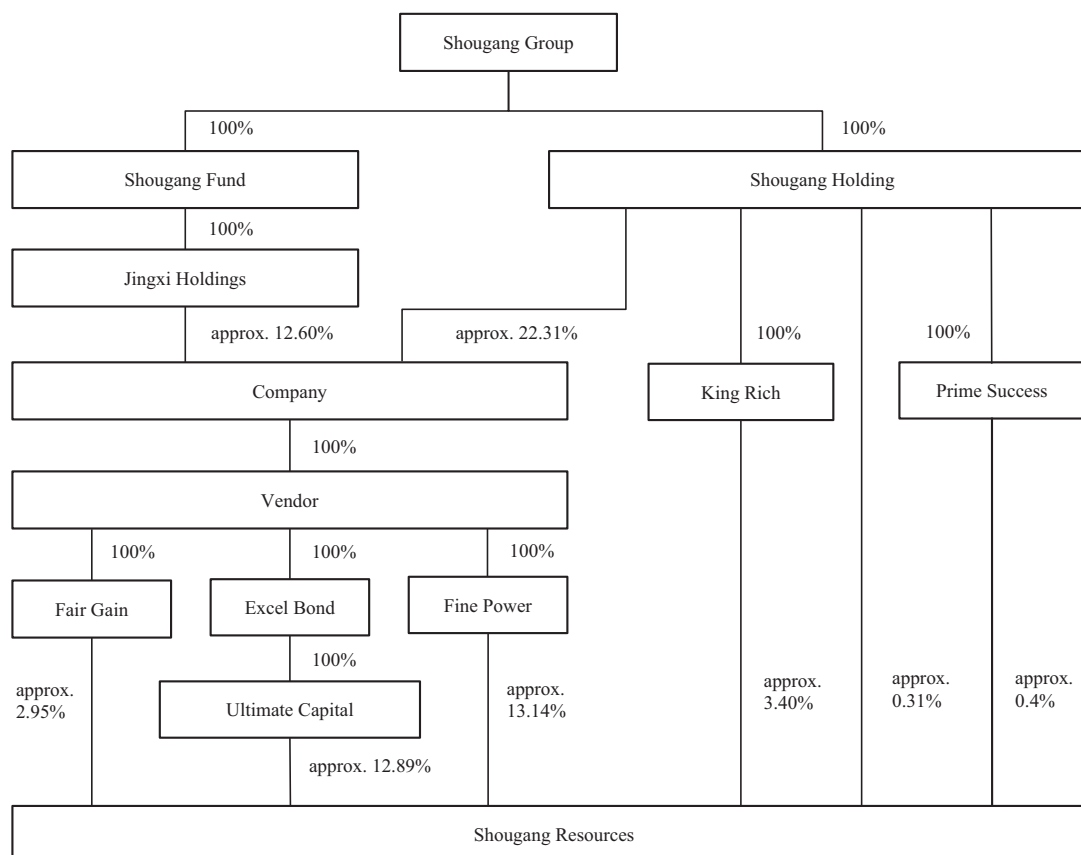 Shougang Group
100%
100%
Shougang Fund
Shougang Holding
100%
Jingxi Holdings
approx. 12.60%
approx. 22.31%
100%
100%
Company
King Rich
Prime Success
100%
Vendor
100%
100%
100%
Fair Gain
Excel Bond
Fine Power
100%
approx.
2.95%
Ultimate Capital
approx.
13.14%
approx.
3.40%
approx.
0.31%
approx.
0.4%
approx. 12.89%
Shougang Resources